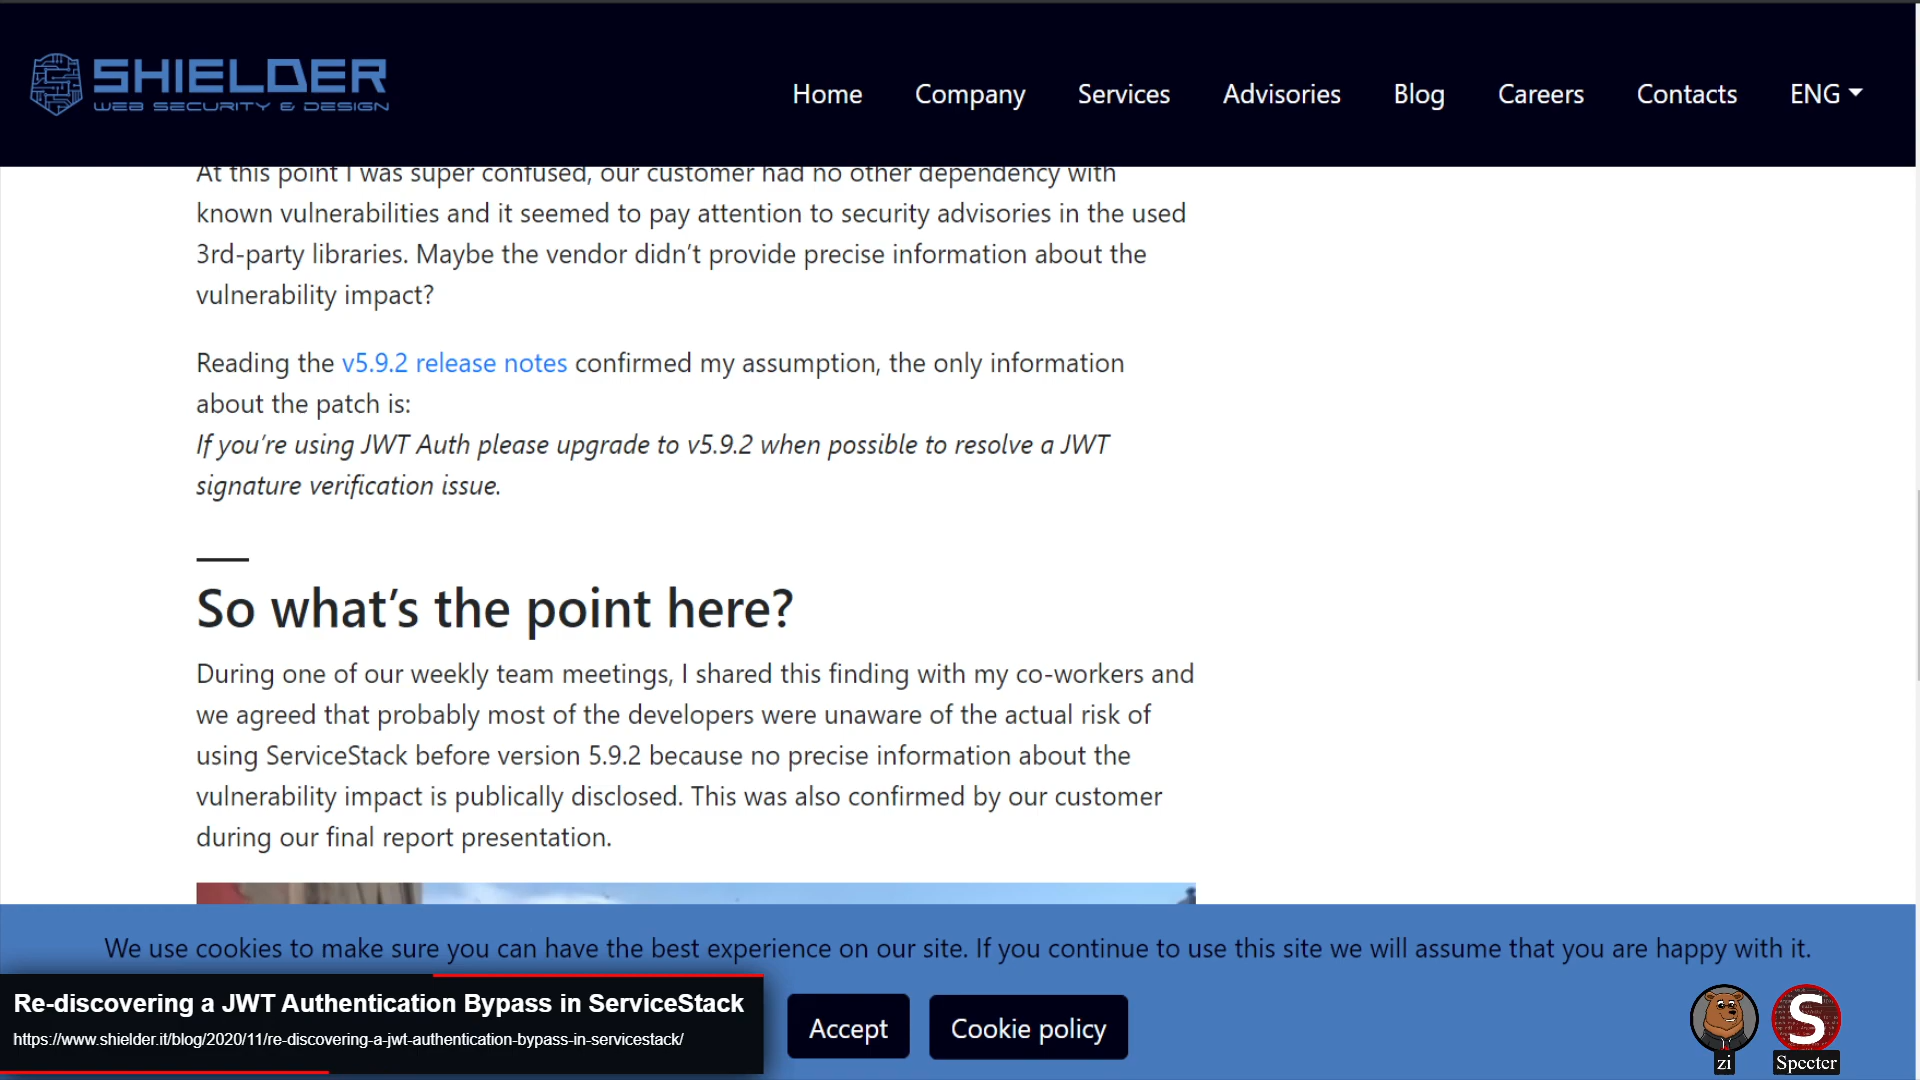 SHIELDER
WEB SECURITY & DESIGN
Home
Company
Services
Advisories
Blog
Careers
Contacts
ENG
At this point I was super confused, our customer had no other dependency with
known vulnerabilities and it seemed to pay attention to security advisories in the used
3rd-party libraries. Maybe the vendor didn’t provide precise information about the
vulnerability impact?
Reading the v5.9.2 release notes confirmed my assumption, the only information
about the patch is:
If you’re using JWT Auth please upgrade to v5.9.2 when possible to resolve a JWT
signature verification issue.
So what’s the point here?
During one of our weekly team meetings, I shared this finding with my co-workers and
we agreed that probably most of the developers were unaware of the actual risk of
using ServiceStack before version 5.9.2 because no precise information about the
vulnerability impact is publically disclosed. This was also confirmed by our customer
during our final report presentation.
We use cookies to make sure you can have the best experience on our site. If you continue to use this site we will assume that you are happy with it.
Re-discovering a JWT Authentication Bypass in ServiceStack
https://www.shielder.it/blog/2020/11/re-discovering-a-jwt-authentication-bypass-in-servicestack/
Accept
Cookie policy
S
zi
Specter